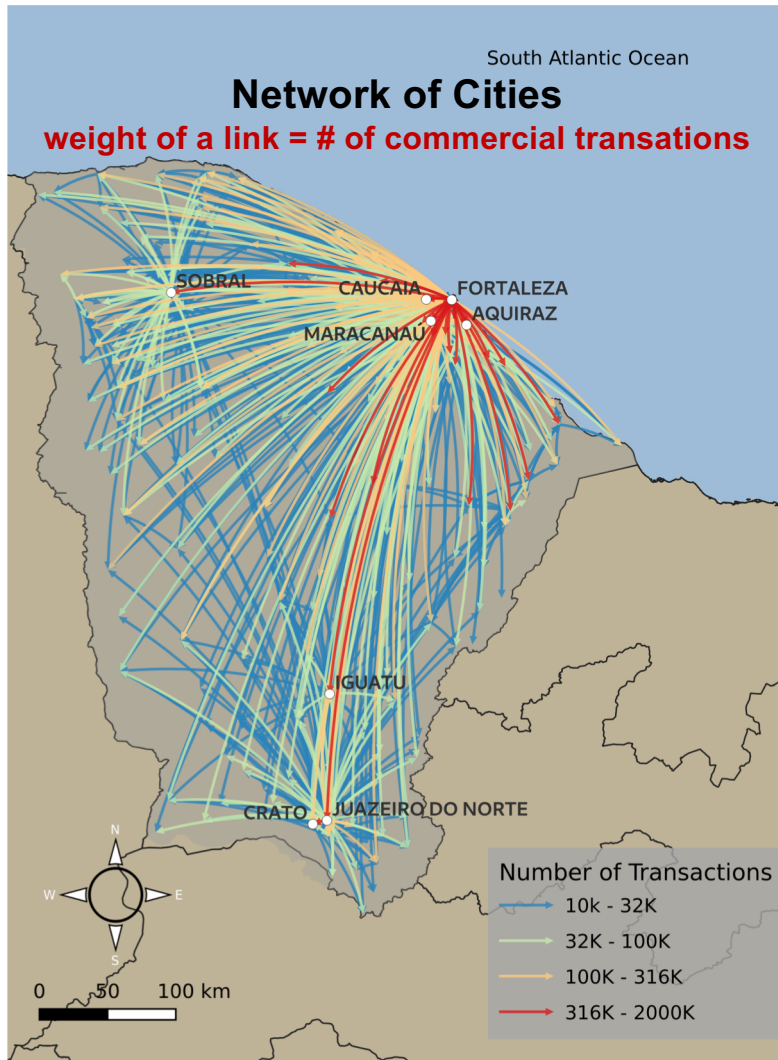 South Atlantic Ocean
Network of Cities
weight of a link = # of commercial transations
SOBRAL
CAUCAIA
FORTALEZA
AQUIRAZ
MARACANAÚ
IGUATU
CRATO
JUAZEIRO DO NORTE
N
W
E
S
0 50 100 km
Number of Transactions
10k - 32K
32K - 100K
100K - 316K
316K - 2000K